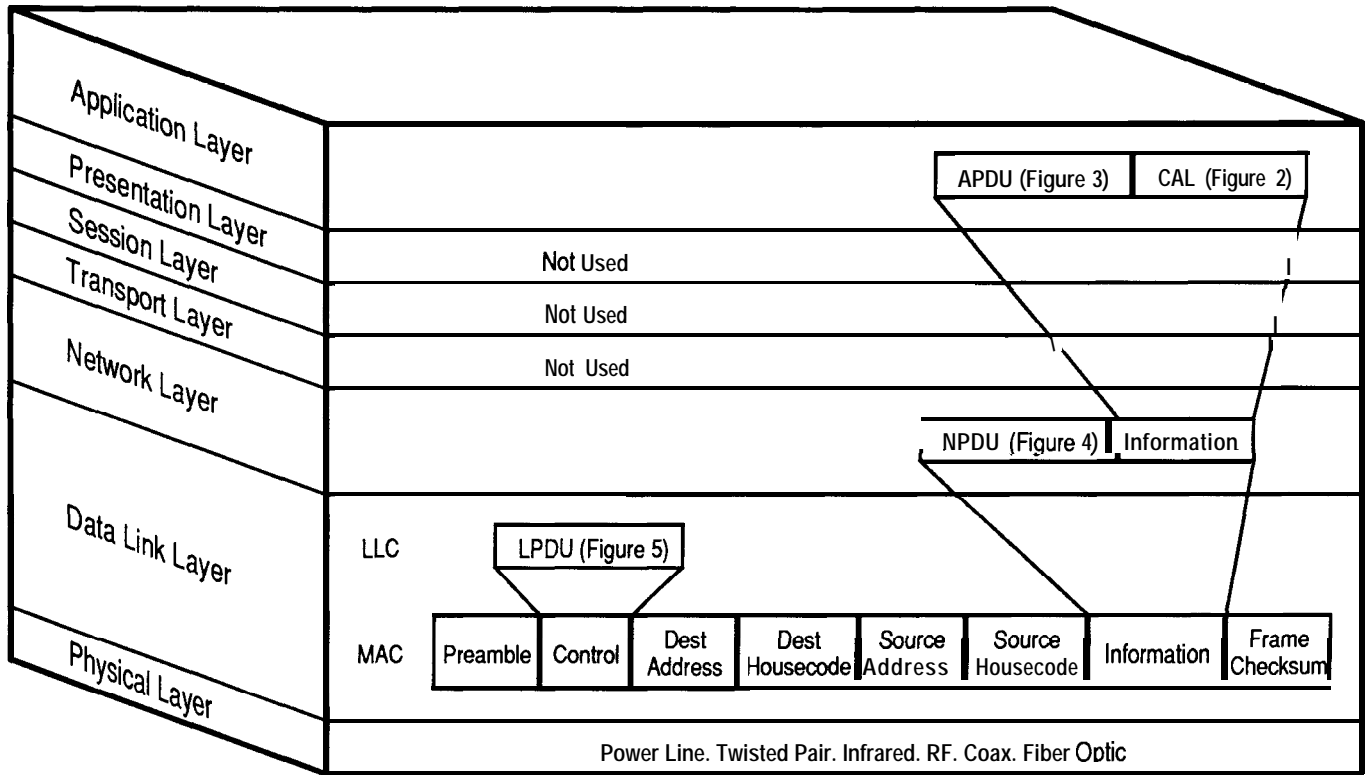 Application Layer
Presentation Layer
Session Layer
Transport Layer
Network Layer
Data Link Layer
Physical Layer
APDU (Figure 3) CAL (Figure 2)
Not Used
Not Used
Not Used
NPDU (Figure 4) Information
LLC
LPDU (Figure 5)
MAC
Preamble
Control
Dest
Address
Dest
Housecode
Source
Address
Source
Housecode
Information
Frame
Checksum
Power Line. Twisted Pair. Infrared. RF. Coax. Fiber Optic